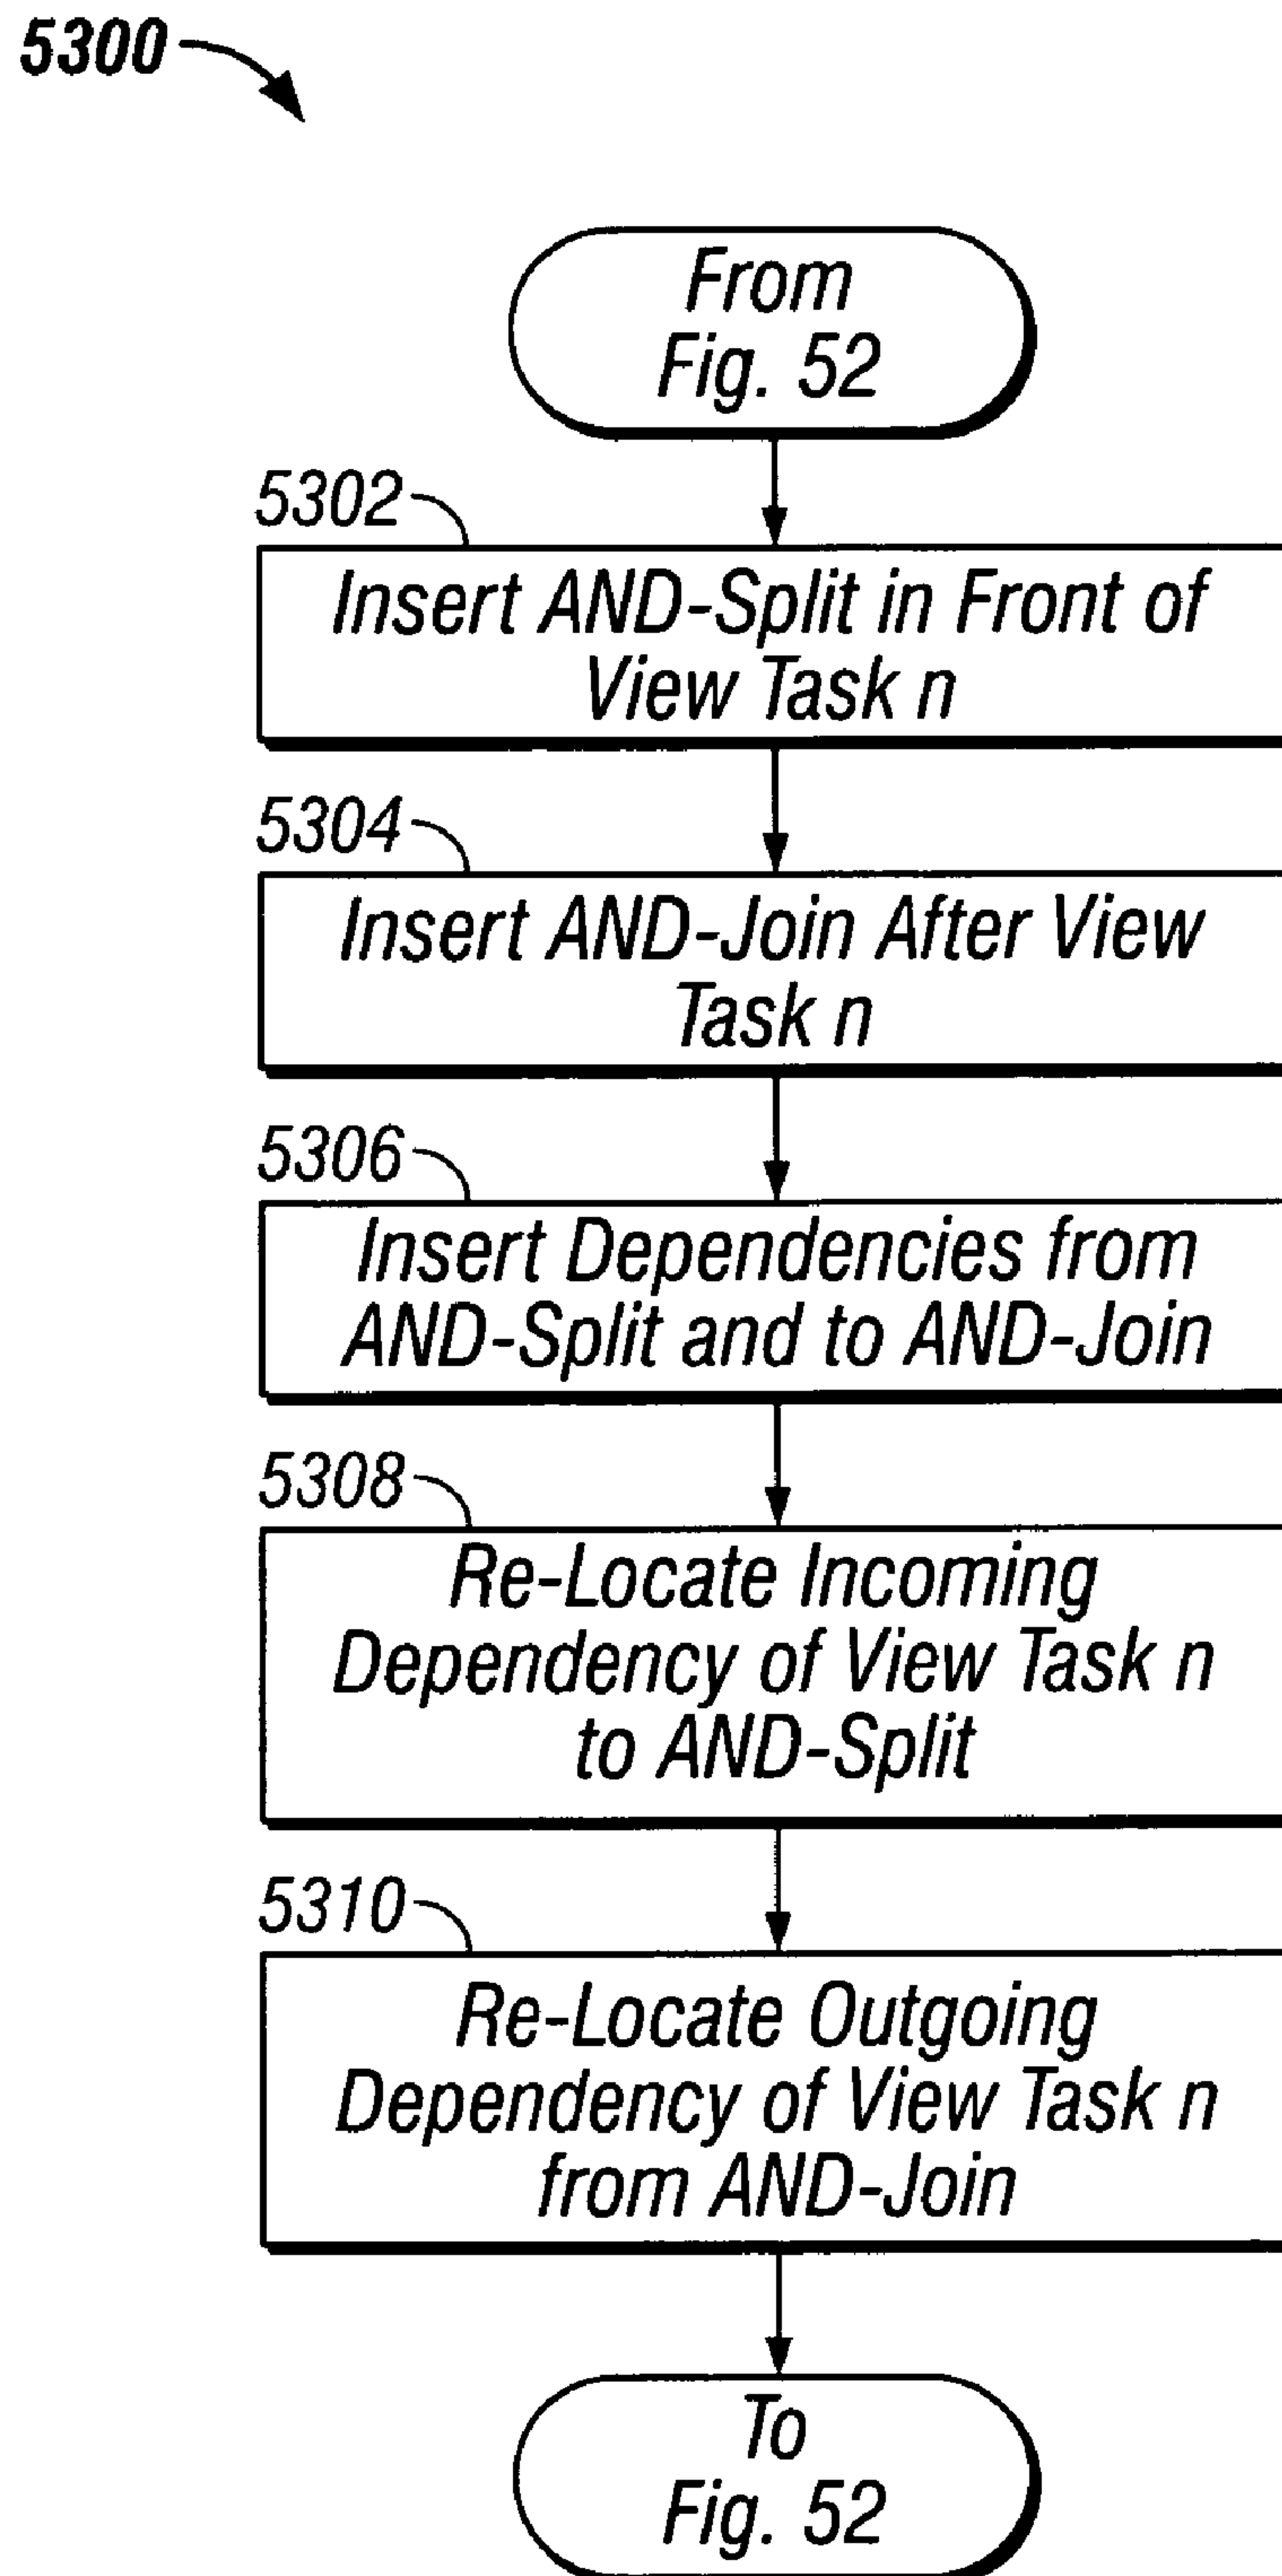 5300
From
Fig. 52
5302
Insert AND-Split in Front of
View Task n
5304
Insert AND-Join After View
Task n
5306
Insert Dependencies from
AND-Split and to AND-Join
5308
Re-Locate Incoming
Dependency of View Task n
to AND-Split
5310
Re-Locate Outgoing
Dependency of View Task n
from AND-Join
To
Fig. 52